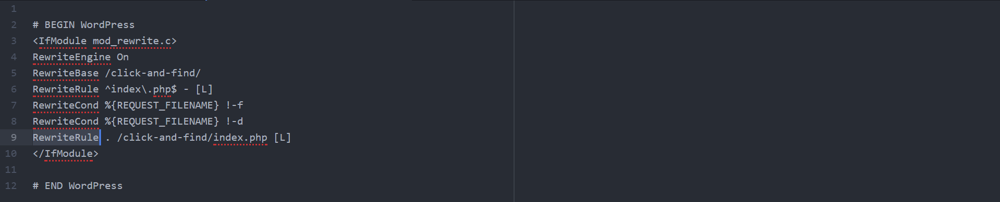 1
2 # BEGIN WordPress
3 <IfModule mod_rewrite.c>
4 RewriteEngine On
5 RewriteBase /click-and-find/
6 RewriteRule ^index\.php$ - [L]
7 RewriteCond %{REQUEST_FILENAME} !-f
8 RewriteCond %{REQUEST_FILENAME} !-d
9 RewriteRule . /click-and-find/index.php [L]
10 </IfModule>
11
12 # END WordPress